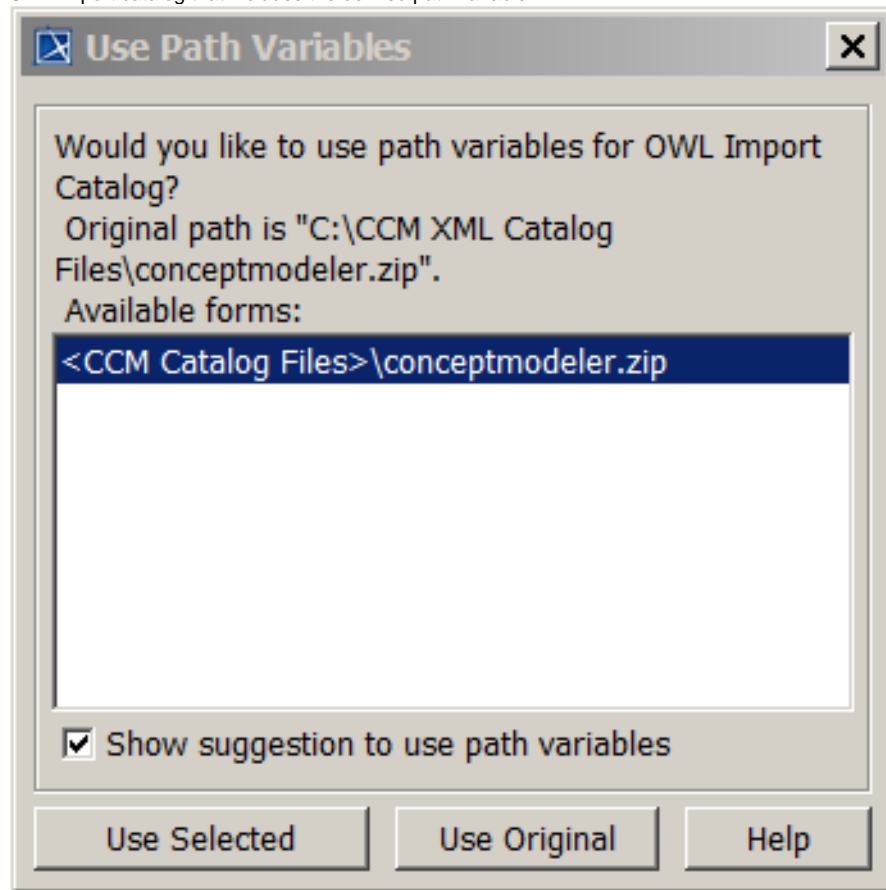 Use Path Variables
Would you like to use path variables for OWL Import
Catalog?
Original path is "C:\CCM XML Catalog
Files\conceptmodeler.zip".
Available forms:
<CCM Catalog Files>\conceptmodeler.zip
Show suggestion to use path variables
Use Selected
Use Original
Help